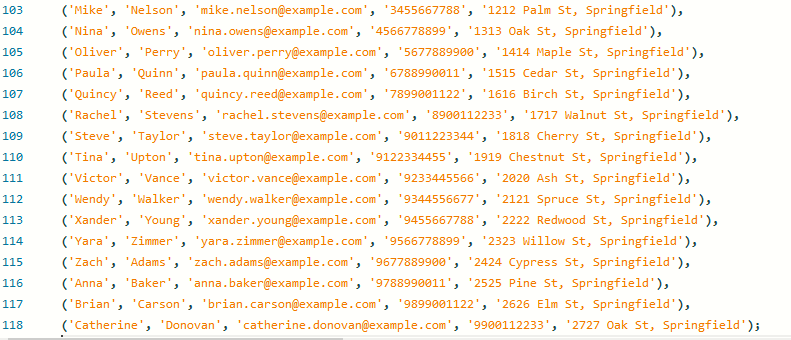 103 ('Mike', 'Nelson', 'mike.nelson@example.com', '3455667788', '1212 Palm St, Springfield'),
104 ('Nina', 'Owens', 'nina.owens@example.com', '4566778899', '1313 Oak St, Springfield'),
105 ('Oliver', 'Perry', 'oliver.perry@example.com', '5677889900', '1414 Maple St, Springfield'),
106 ('Paula', 'Quinn', 'paula.quinn@example.com', '6788990011', '1515 Cedar St, Springfield'),
107 ('Quincy', 'Reed', 'quincy.reed@example.com', '7899001122', '1616 Birch St, Springfield'),
108 ('Rachel', 'Stevens', 'rachel.stevens@example.com', '8900112233', '1717 Walnut St, Springfield'),
109 ('Steve', 'Taylor', 'steve.taylor@example.com', '9011223344', '1818 Cherry St, Springfield'),
110 ('Tina', 'Upton', 'tina.upton@example.com', '9122334455', '1919 Chestnut St, Springfield'),
111 ('Victor', 'Vance', 'victor.vance@example.com', '9233445566', '2020 Ash St, Springfield'),
112 ('Wendy', 'Walker', 'wendy.walker@example.com', '9344556677', '2121 Spruce St, Springfield'),
113 ('Xander', 'Young', 'xander.young@example.com', '9455667788', '2222 Redwood St, Springfield'),
114 ('Yara', 'Zimmer', 'yara.zimmer@example.com', '9566778899', '2323 Willow St, Springfield'),
115 ('Zach', 'Adams', 'zach.adams@example.com', '9677889900', '2424 Cypress St, Springfield'),
116 ('Anna', 'Baker', 'anna.baker@example.com', '9788990011', '2525 Pine St, Springfield'),
117 ('Brian', 'Carson', 'brian.carson@example.com', '9899001122', '2626 Elm St, Springfield'),
118 ('Catherine', 'Donovan', 'catherine.donovan@example.com', '9900112233', '2727 Oak St, Springfield');